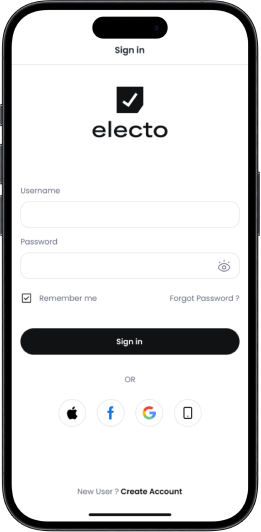 Sign in
electo
Username
Password
Remember me Forgot Password ?
Sign in
OR
New User ? Create Account